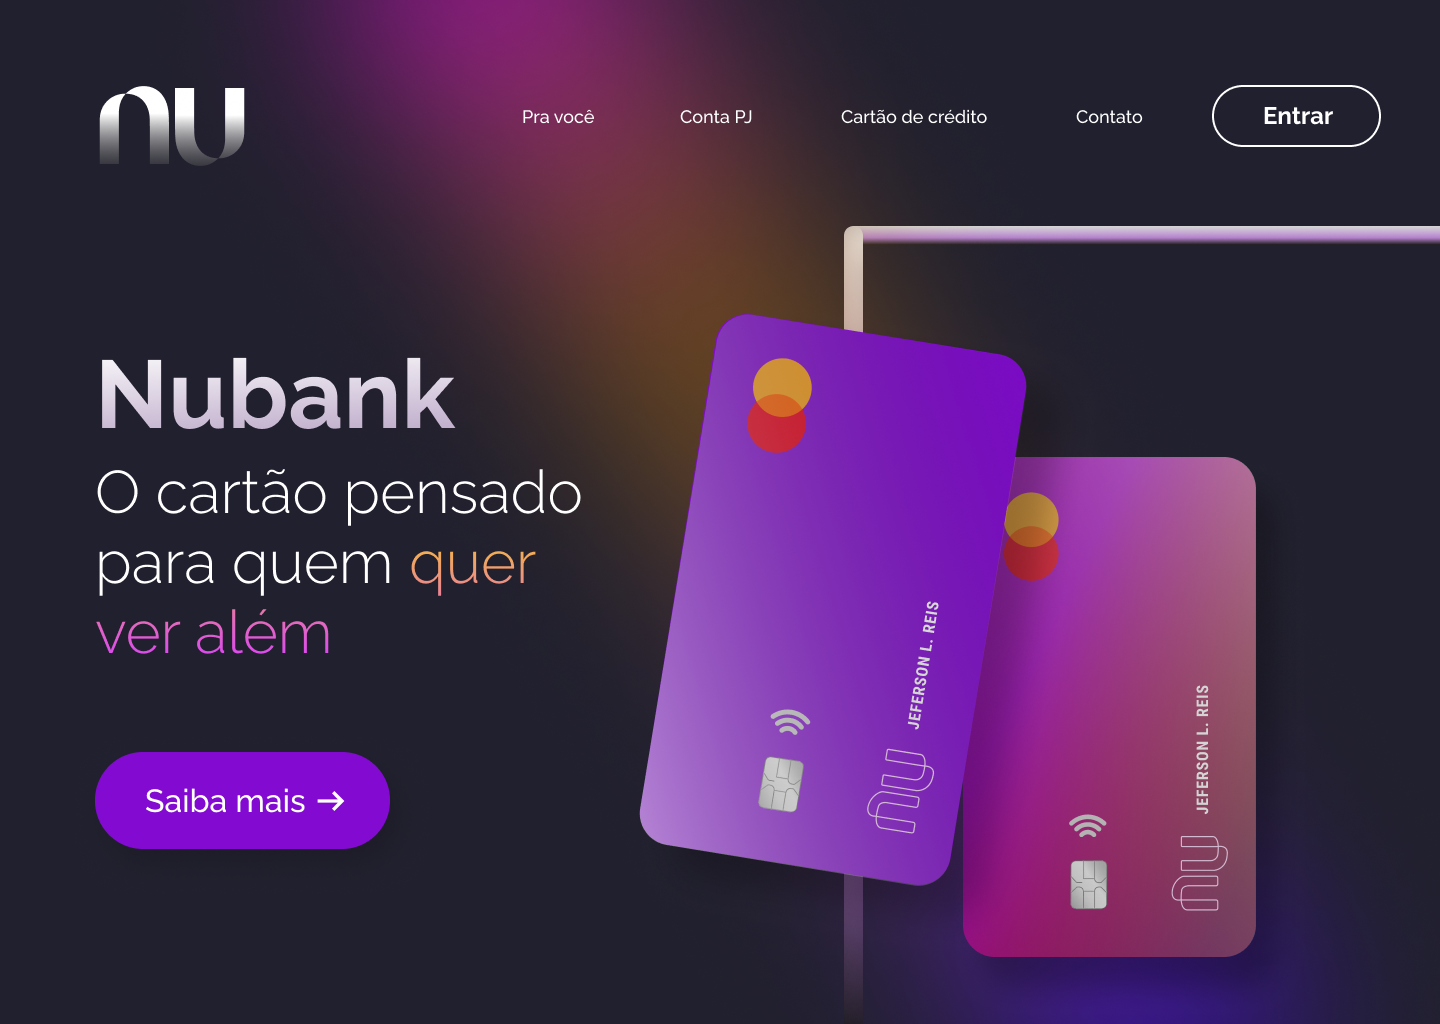 nu
Pra você
Conta PJ
Cartão de crédito
Contato
Entrar
Nubank
O cartão pensado
para quem quer
ver além
Saiba mais
JEFERSON L. REIS
nu
JEFERSON L. REIS
nu